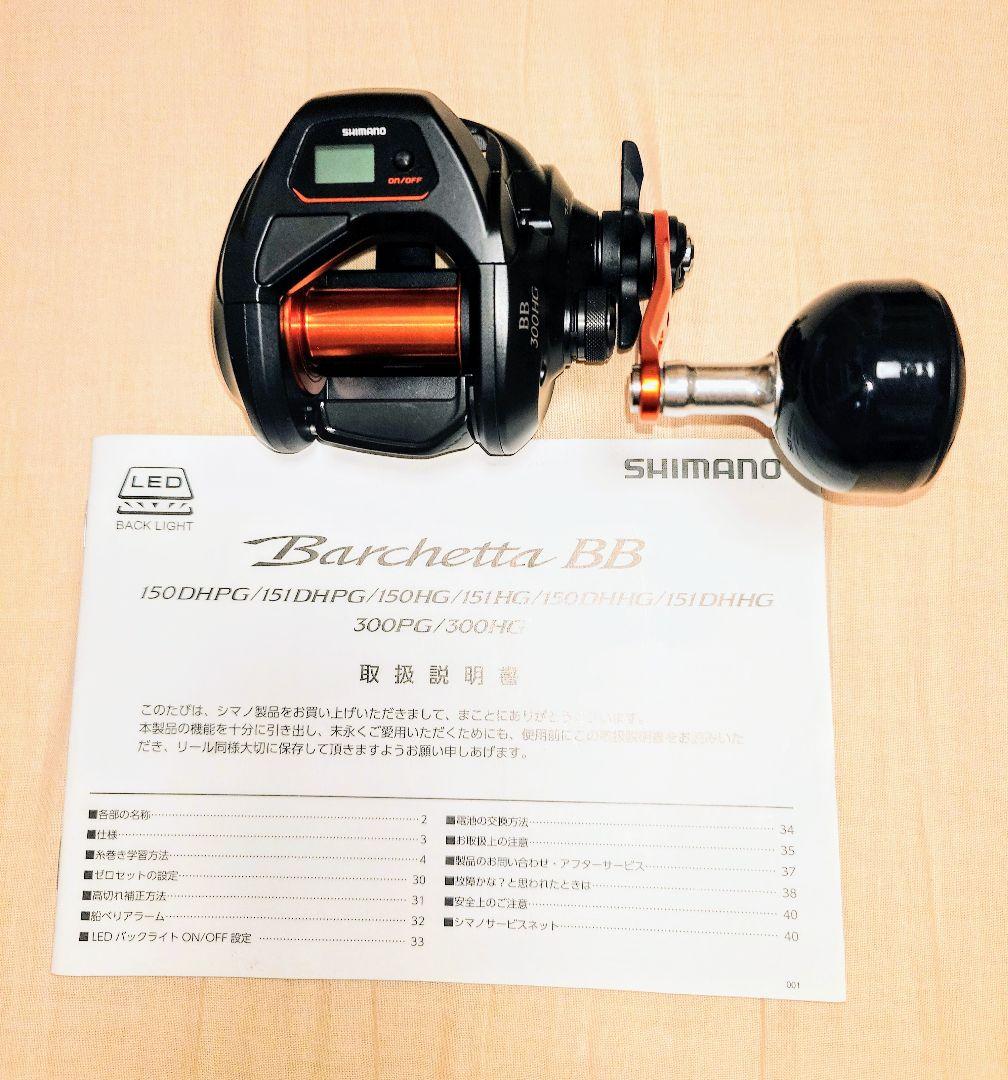 SHIMANO
ON/OFF
BB
300HG
LED
BACK LIGHT
SHIMANO
Barchetta BB
150DHPG/151DHPG/150HG/151HG/150DHHG/151DHHG
300PG/300HG
取扱説明書
このたびは、シマノ製品をお買い上げいただきまして、まことにありがとうございます。
本製品の機能を十分に引き出し、末永くご愛用いただくためにも、使用前にこの取扱説明書をお読みいた
だき、リール同様大切に保存して頂きますようお願い申しあげます。
■各部の名称 2
■仕様 3
■糸巻き学習方法 4
■ゼロセットの設定 30
■高切れ補正方法 31
■船べりアラーム 32
■LED バックライト ON/OFF 設定 33
■電池の交換方法 34
■お取扱上の注意 35
■製品のお問い合わせ・アフターサービス 37
■故障かな？と思われたときは 38
■安全上のご注意 40
■シマノサービスネット 40
001